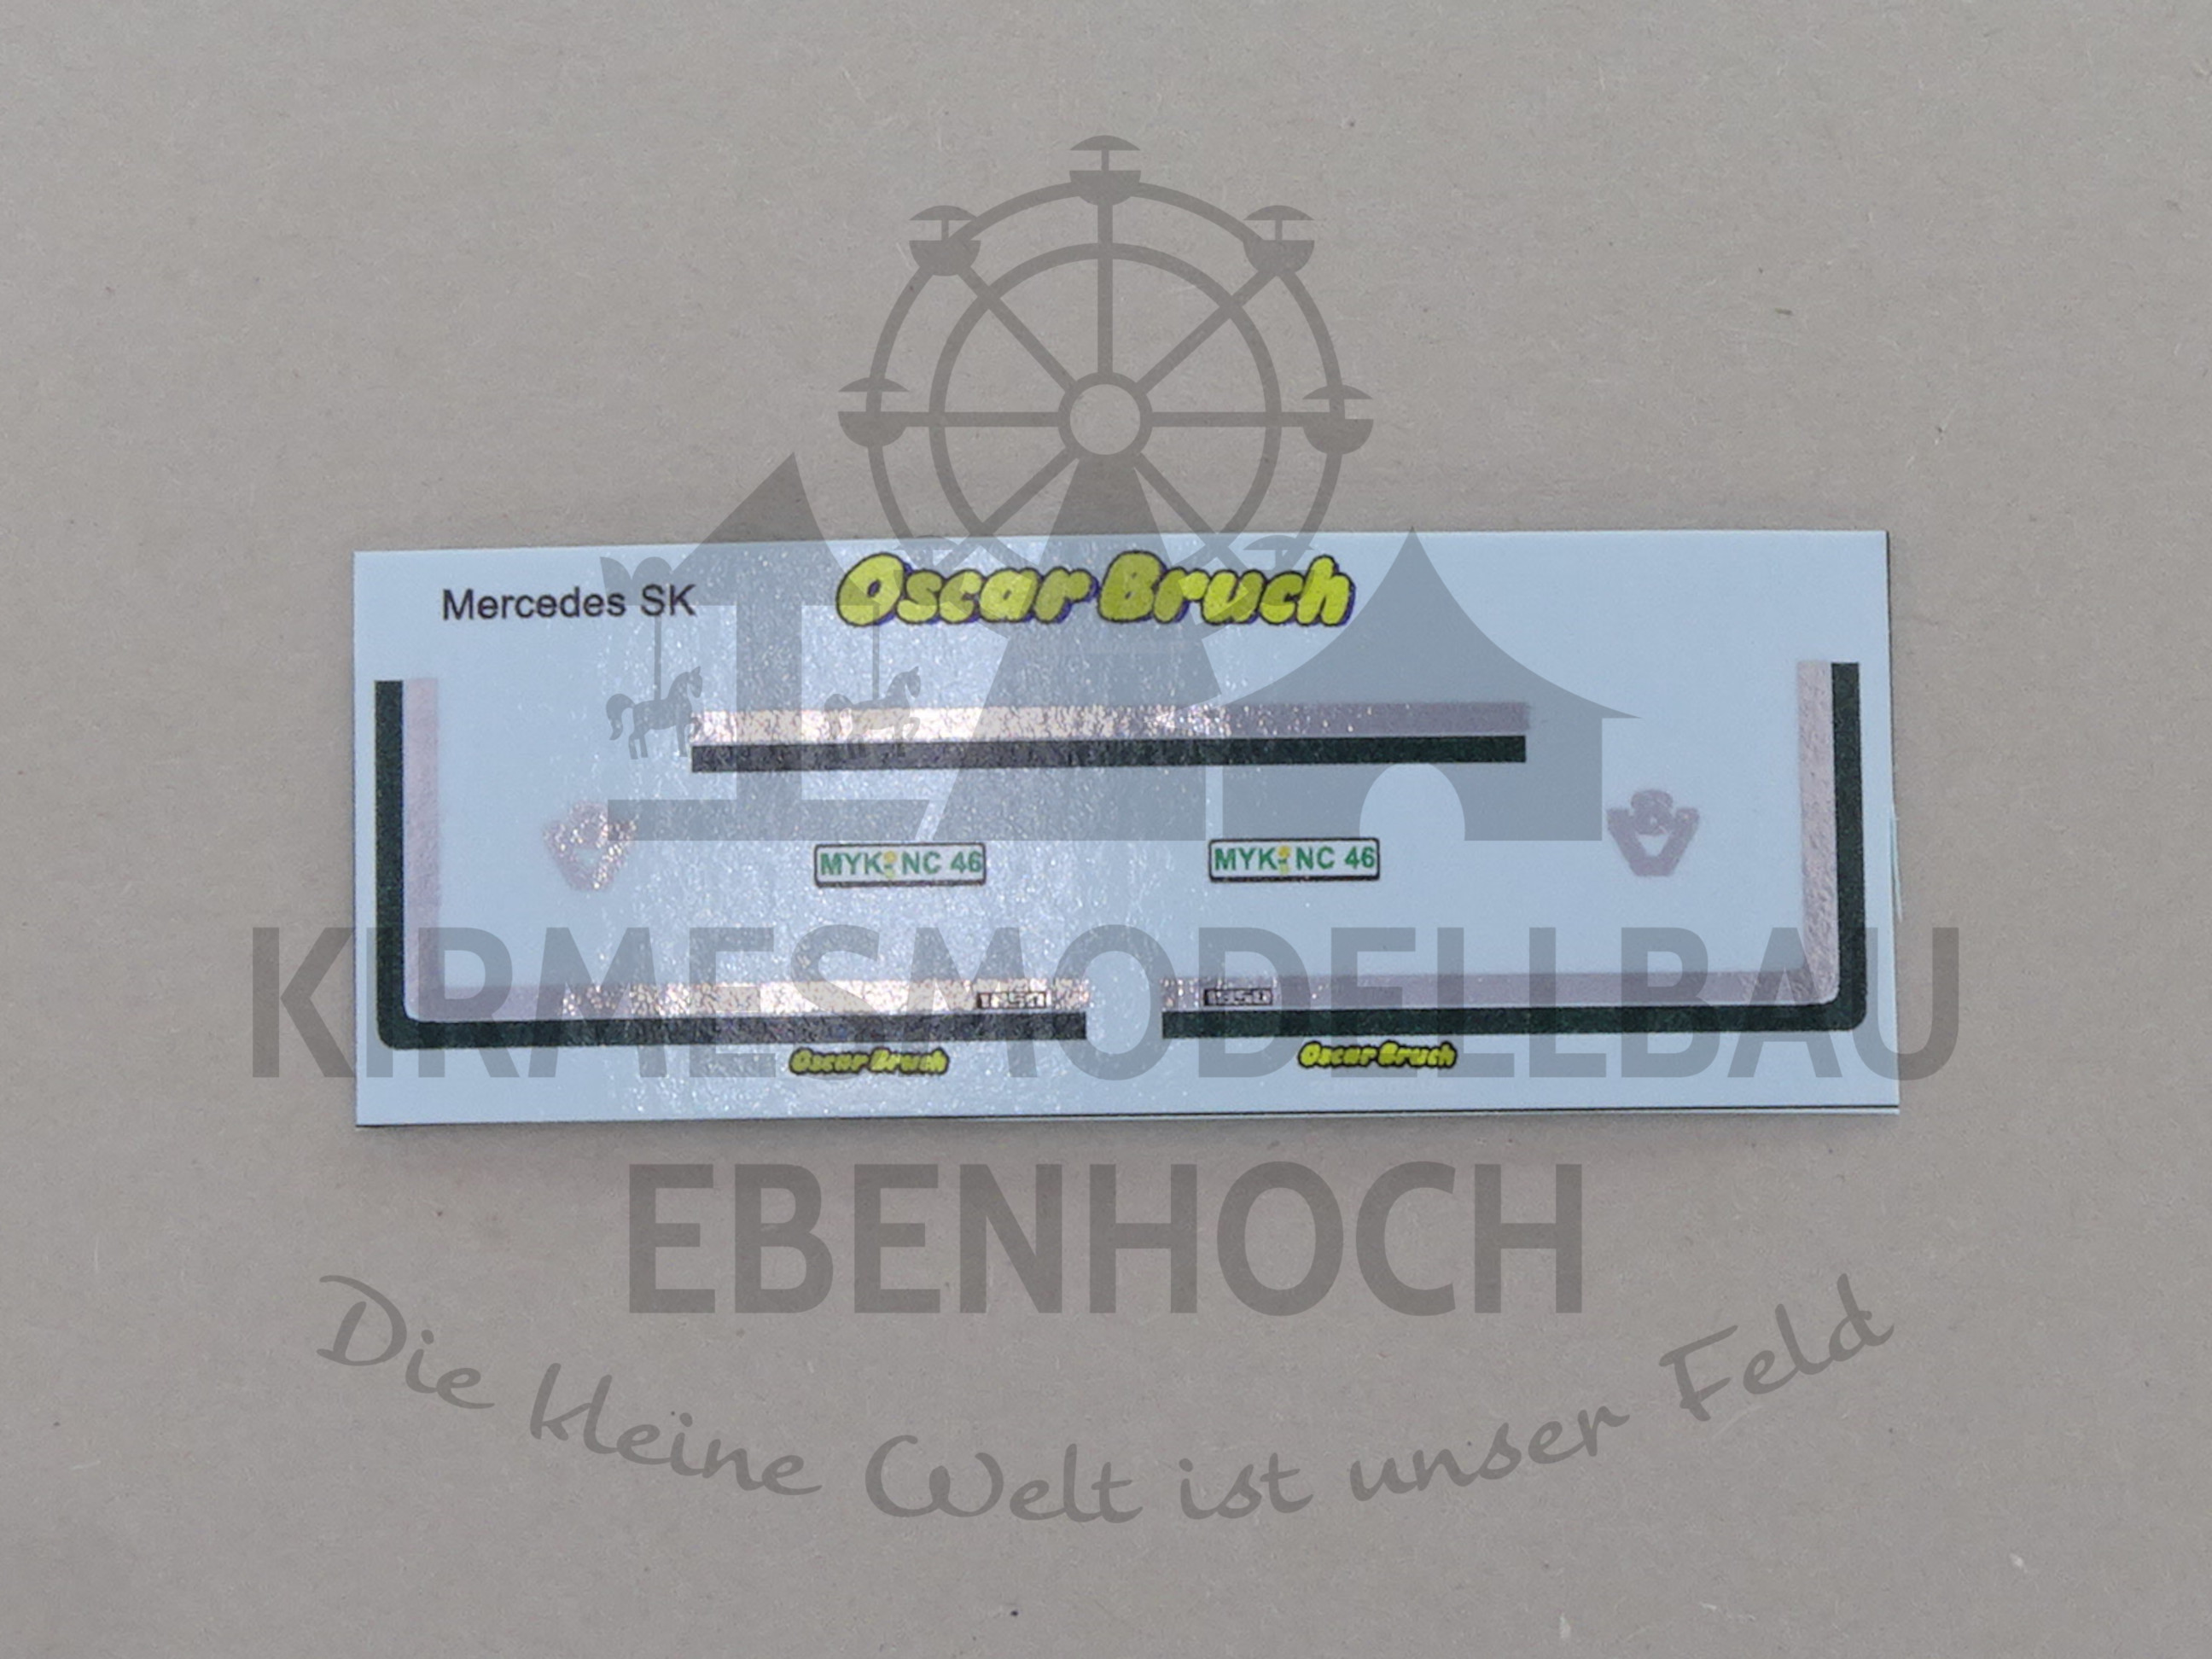 Mercedes SK
Oscar Bruch
MYK NC 46
MYK NC 46
Oscar Bruch
Oscar Bruch
KIRMESMODELLBAU
EBENHOCH
Die kleine Welt ist unser Feld